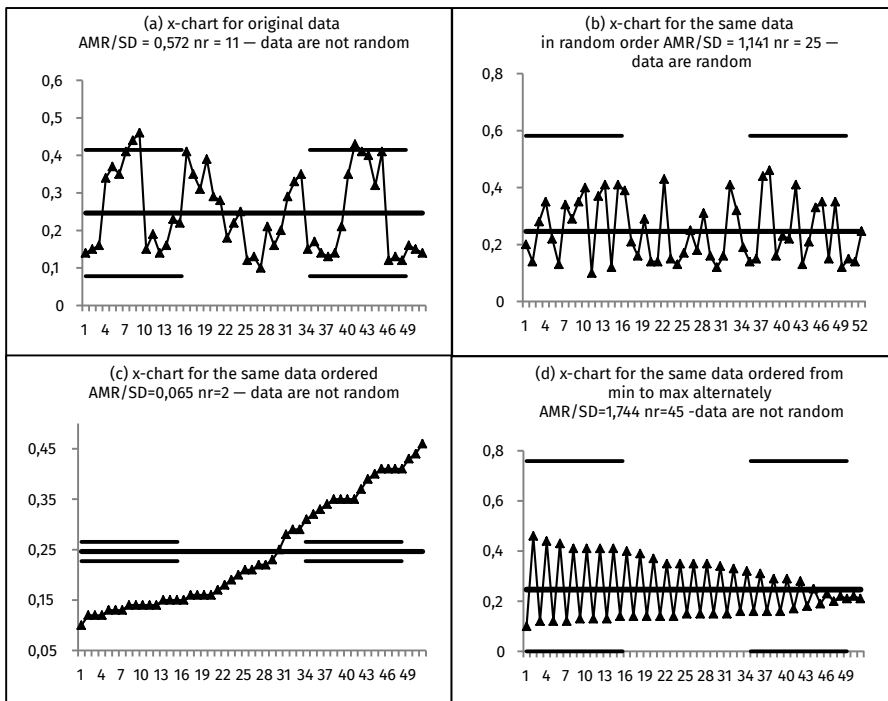 (a) x-chart for original data
AMR/SD = 0,572 nr = 11 — data are not random
0,6
0,5
0,4
0,3
0,2
0,1
0
1 4 7 10 13 16 19 22 25 28 31 34 37 40 43 46 49
(b) x-chart for the same data
in random order AMR/SD = 1,141 nr = 25 —
data are random
0,8
0,6
0,4
0,2
0
1 4 7 10 13 16 19 22 25 28 31 34 37 40 43 46 49 52
(c) x-chart for the same data ordered
AMR/SD=0,065 nr=2 — data are not random
0,45
0,35
0,25
0,15
0,05
1 4 7 10 13 16 19 22 25 28 31 34 37 40 43 46 49
(d) x-chart for the same data ordered from
min to max alternately
AMR/SD=1,744 nr=45 -data are not random
0,8
0,6
0,4
0,2
0
1 4 7 10 13 16 19 22 25 28 31 34 37 40 43 46 49 52